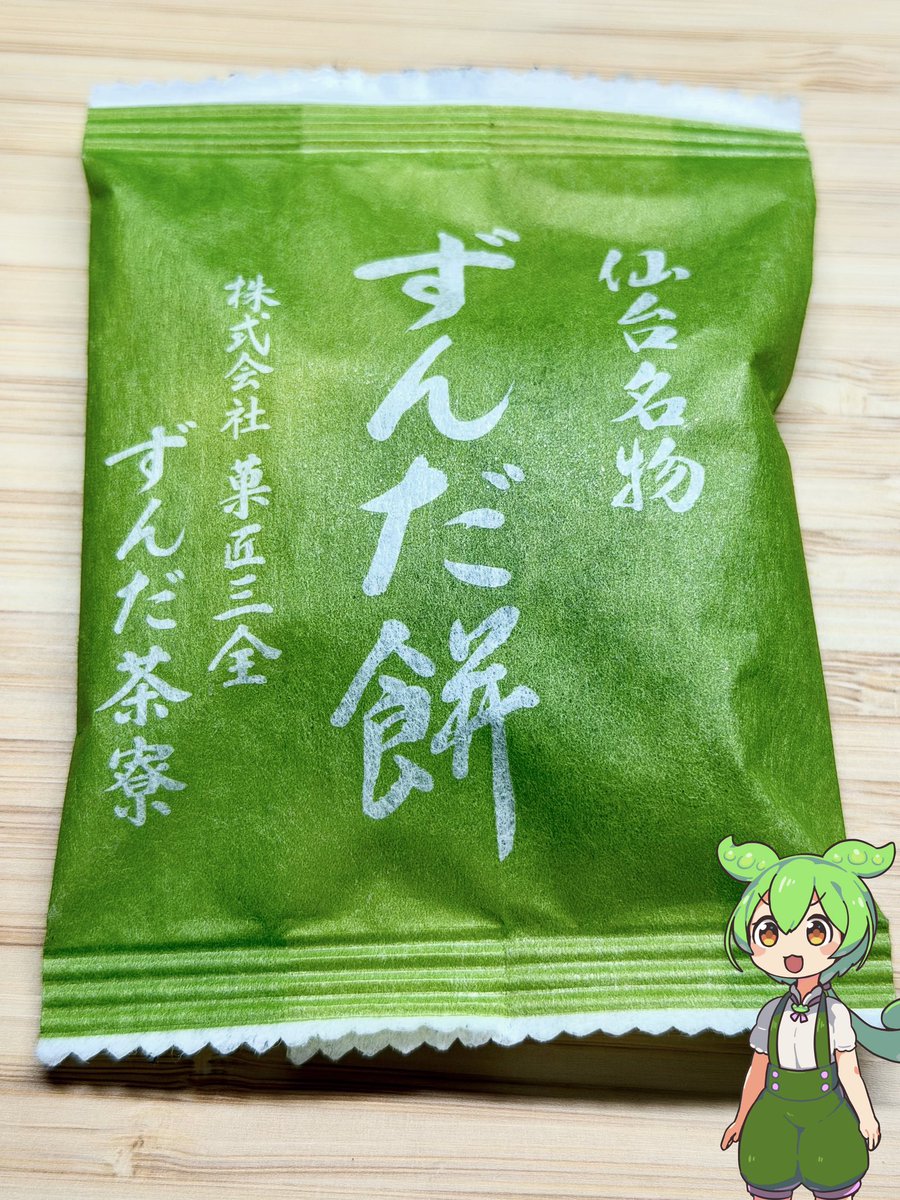 仙台名物
ずんだ餅
株式会社 菓匠三全
ずんだ茶寮